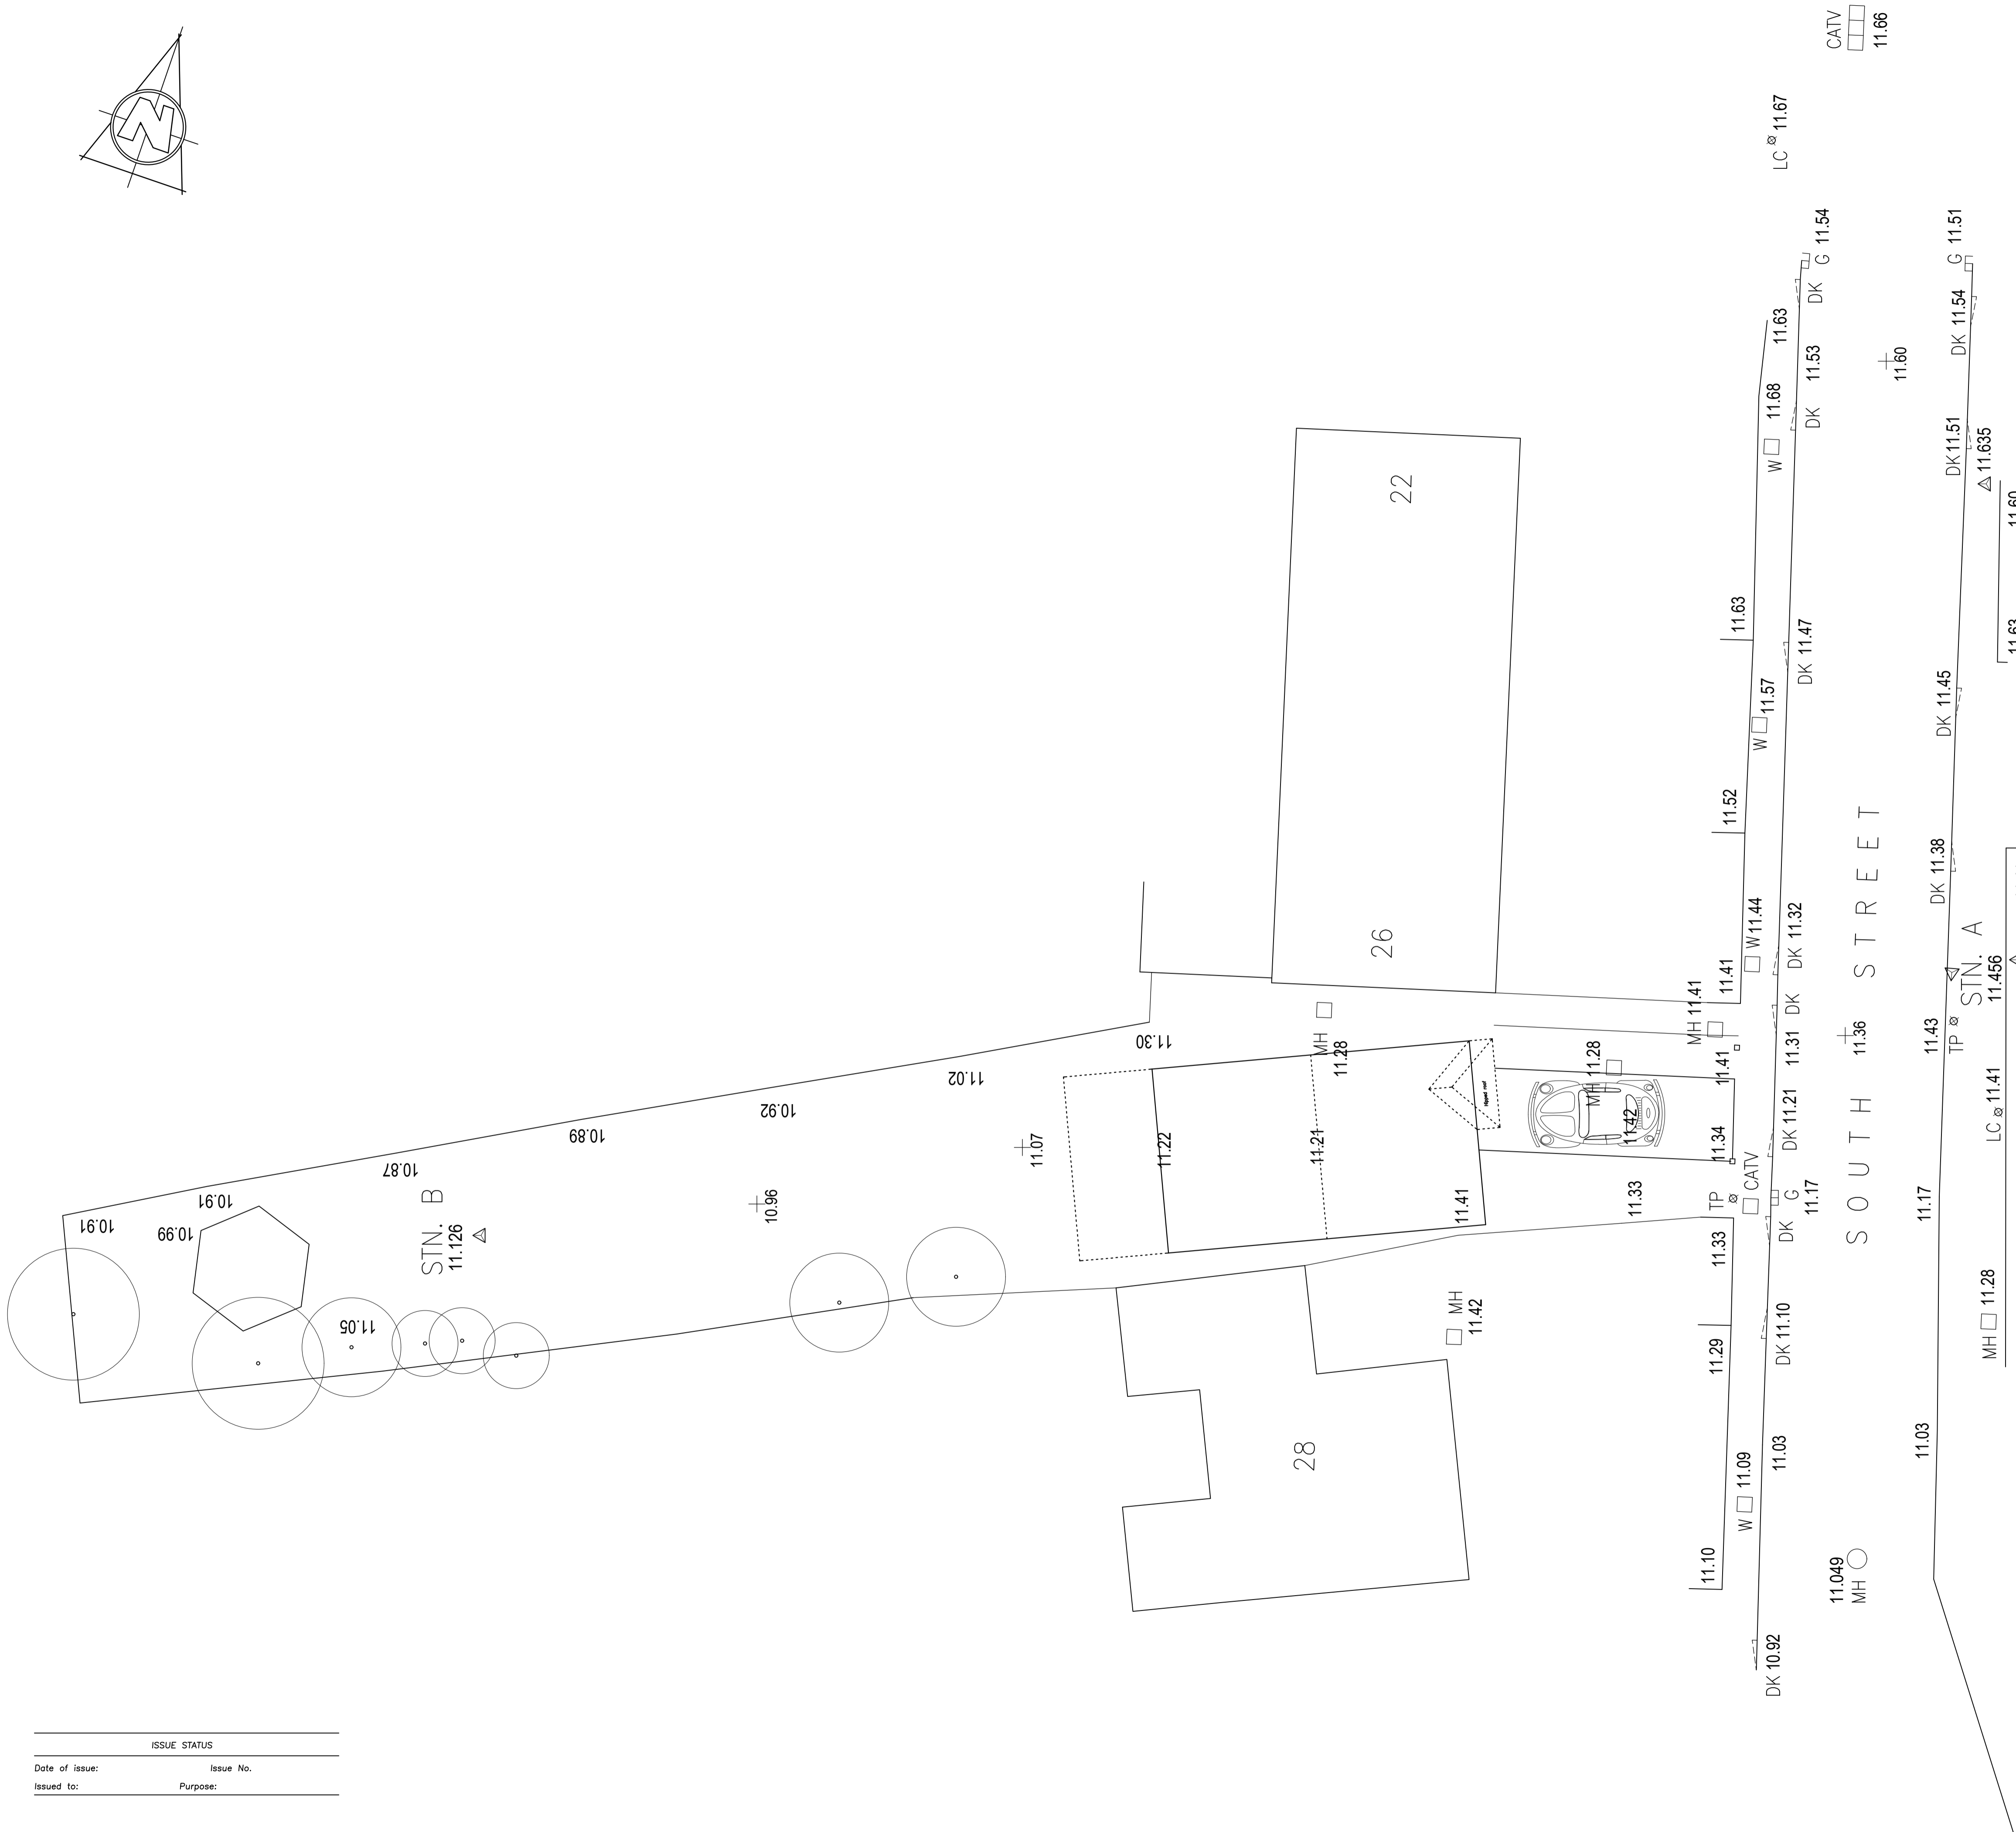 N
CATV
11.66
LC 11.67
G 11.54
DK
11.63
11.53
DK
11.68
W
G 11.51
DK 11.54
11.60
DK 11.51
11.635
11.60
11.63
22
11.63
DK 11.47
11.57
W
DK 11.45
11.52
DK 11.38
26
W 11.44
DK 11.32
11.41
SOUTH STREET
STN. A
11.456
MH 11.41
DK
11.31
11.36
11.43
TP
LC 11.41
11.30
MH
11.28
11.02
10.92
10.89
10.87
10.91
10.91
10.99
STN. B
11.126
10.96
11.07
11.22
11.21
Hipped roof
11.41
MH 11.28
11.42
11.41
11.34
DK 11.21
11.33
TP
CATV
G
11.17
DK
11.17
11.33
11.05
MH
11.42
11.29
DK 11.10
MH 11.28
28
W 11.09
11.03
11.03
11.10
11.049
MH
DK 10.92
ISSUE STATUS
Date of issue: Issue No.
Issued to: Purpose: